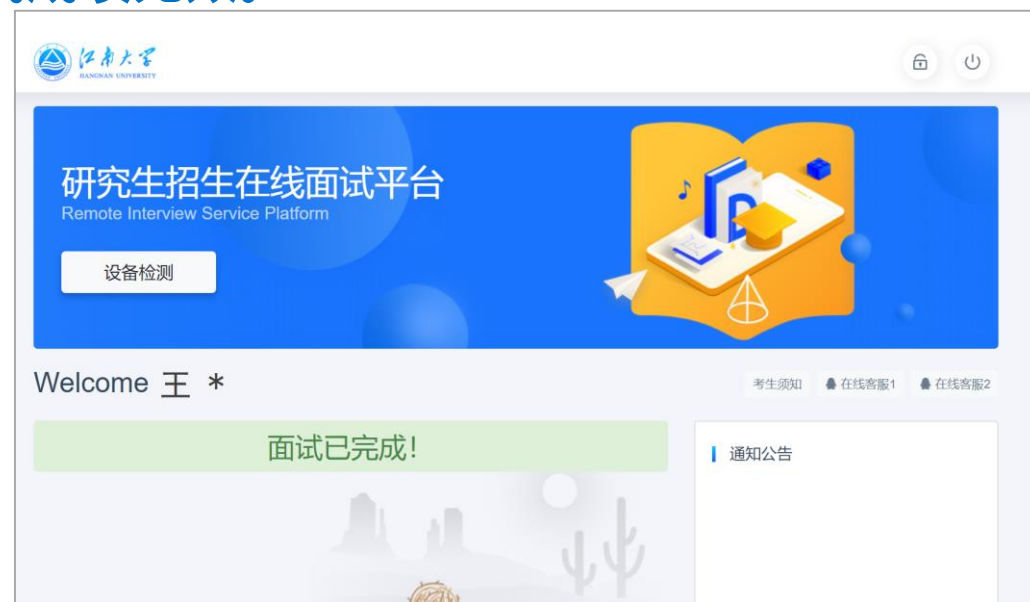 江南大学
JIANGNAN UNIVERSITY
研究生招生在线面试平台
Remote Interview Service Platform
设备检测
Welcome 王 *
考生须知 在线客服1 在线客服2
面试已完成！
通知公告